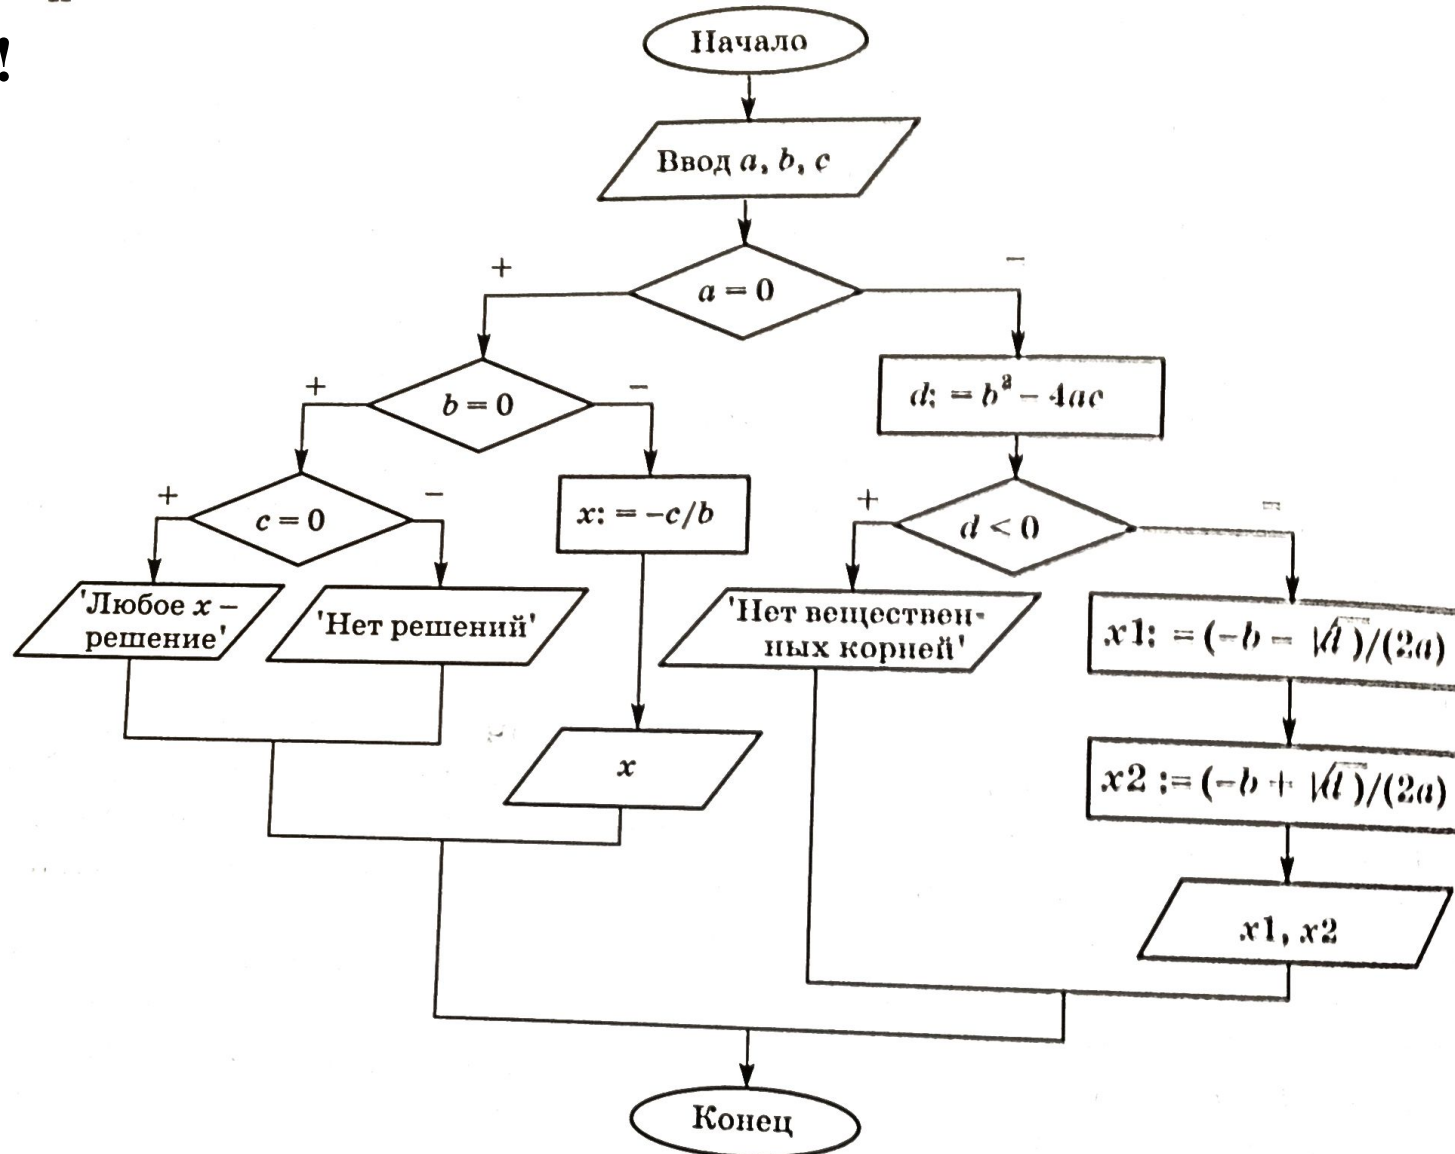 !
Начало
Ввод a, b, c
+
−
a = 0
+
−
b = 0
d: = b² − 4ac
+
−
c = 0
x: = −c/b
+
−
d < 0
'Любое x −
решение'
'Нет решений'
'Нет веществен-
ных корней'
x1: = (−b − √d )/(2a)
x
x2 := (−b + √d )/(2a)
x1, x2
Конец